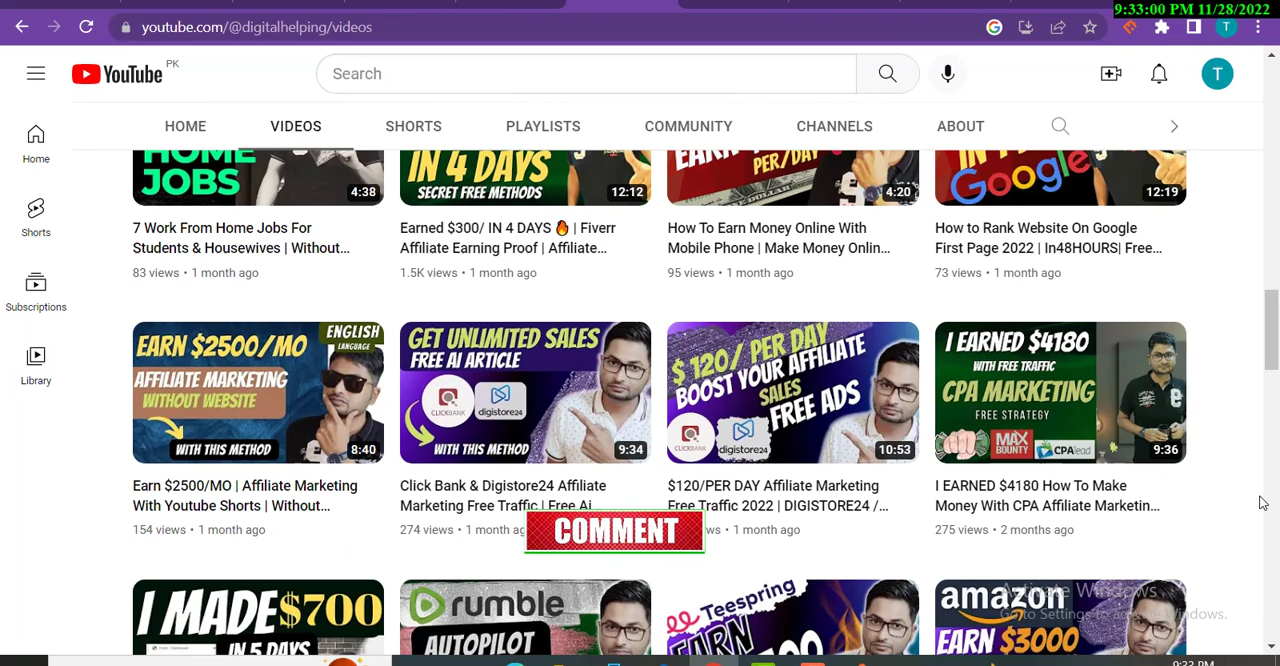 9:33:00 PM 11/28/2022
youtube.com/@digitalhelping/videos
YouTube PK
Search
T
T
HOME VIDEOS SHORTS PLAYLISTS COMMUNITY CHANNELS ABOUT
Home
Shorts
Subscriptions
Library
HOME
JOBS
4:38
IN 4 DAYS
SECRET FREE METHODS
12:12
PER/DAY
4:20
Google
12:19
7 Work From Home Jobs For
Students & Housewives | Without...
83 views • 1 month ago
Earned $300/ IN 4 DAYS 🔥 | Fiverr
Affiliate Earning Proof | Affiliate...
1.5K views • 1 month ago
How To Earn Money Online With
Mobile Phone | Make Money Onlin...
95 views • 1 month ago
How to Rank Website On Google
First Page 2022 | In48HOURS| Free...
73 views • 1 month ago
EARN $2500/MO
ENGLISH
LANGUAGE
AFFILIATE MARKETING
WITHOUT WEBSITE
WITH THIS METHOD
8:40
GET UNLIMITED SALES
FREE AI ARTICLE
CLICKBANK
digistore24
WITH THIS METHOD
9:34
$ 120/ PER DAY
BOOST YOUR AFFILIATE
SALES
FREE ADS
CLICKBANK
digistore24
10:53
I EARNED $4180
WITH FREE TRAFFIC
CPA MARKETING
FREE STRATEGY
MAX
BOUNTY
CPAlead
9:36
Earn $2500/MO | Affiliate Marketing
With Youtube Shorts | Without...
154 views • 1 month ago
Click Bank & Digistore24 Affiliate
Marketing Free Traffic | Free Ai
274 views • 1 month
$120/PER DAY Affiliate Marketing
Free Traffic 2022 | DIGISTORE24 /...
• 1 month ago
I EARNED $4180 How To Make
Money With CPA Affiliate Marketin...
275 views • 2 months ago
COMMENT
I MADE $700
IN 5 DAYS
rumble
AUTOPILOT
Teespring
EARN
amazon
EARN $3000
Activate Windows
Go to Settings to activate Windows.